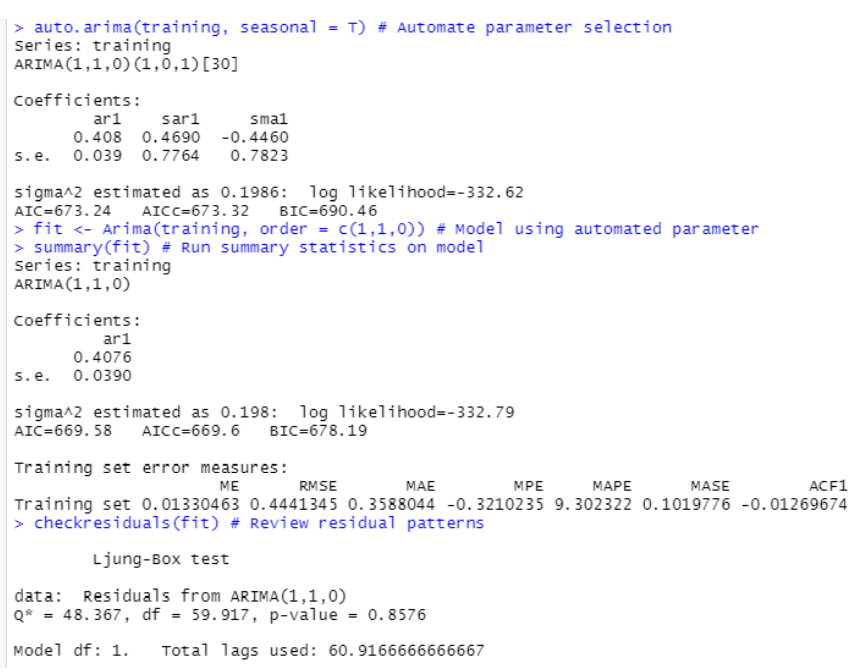 > auto.arima(training, seasonal = T) # Automate parameter selection
Series: training
ARIMA(1,1,0)(1,0,1)[30]
Coefficients:
ar1 sar1 sma1
0.408 0.4690 -0.4460
s.e. 0.039 0.7764 0.7823
sigma^2 estimated as 0.1986: log likelihood=-332.62
AIC=673.24 AICc=673.32 BIC=690.46
> fit <- Arima(training, order = c(1,1,0)) # Model using automated parameter
> summary(fit) # Run summary statistics on model
Series: training
ARIMA(1,1,0)
Coefficients:
ar1
0.4076
s.e. 0.0390
sigma^2 estimated as 0.198: log likelihood=-332.79
AIC=669.58 AICc=669.6 BIC=678.19
Training set error measures:
ME RMSE MAE MPE MAPE MASE ACF1
Training set 0.01330463 0.4441345 0.3588044 -0.3210235 9.302322 0.1019776 -0.01269674
> checkresiduals(fit) # Review residual patterns
Ljung-Box test
data: Residuals from ARIMA(1,1,0)
Q* = 48.367, df = 59.917, p-value = 0.8576
Model df: 1. Total lags used: 60.9166666666667